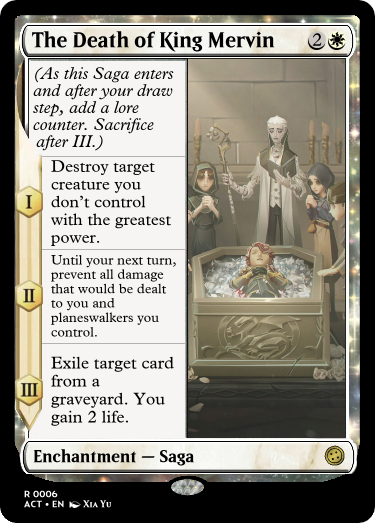 The Death of King Mervin 2
(As this Saga enters
and after your draw
step, add a lore
counter. Sacrifice
after III.)
I
Destroy target
creature you
don't control
with the greatest
power.
II
Until your next turn,
prevent all damage
that would be dealt
to you and
planeswalkers you
control.
III
Exile target card
from a
graveyard. You
gain 2 life.
Enchantment — Saga
R 0006
ACT • EN Xia Yu